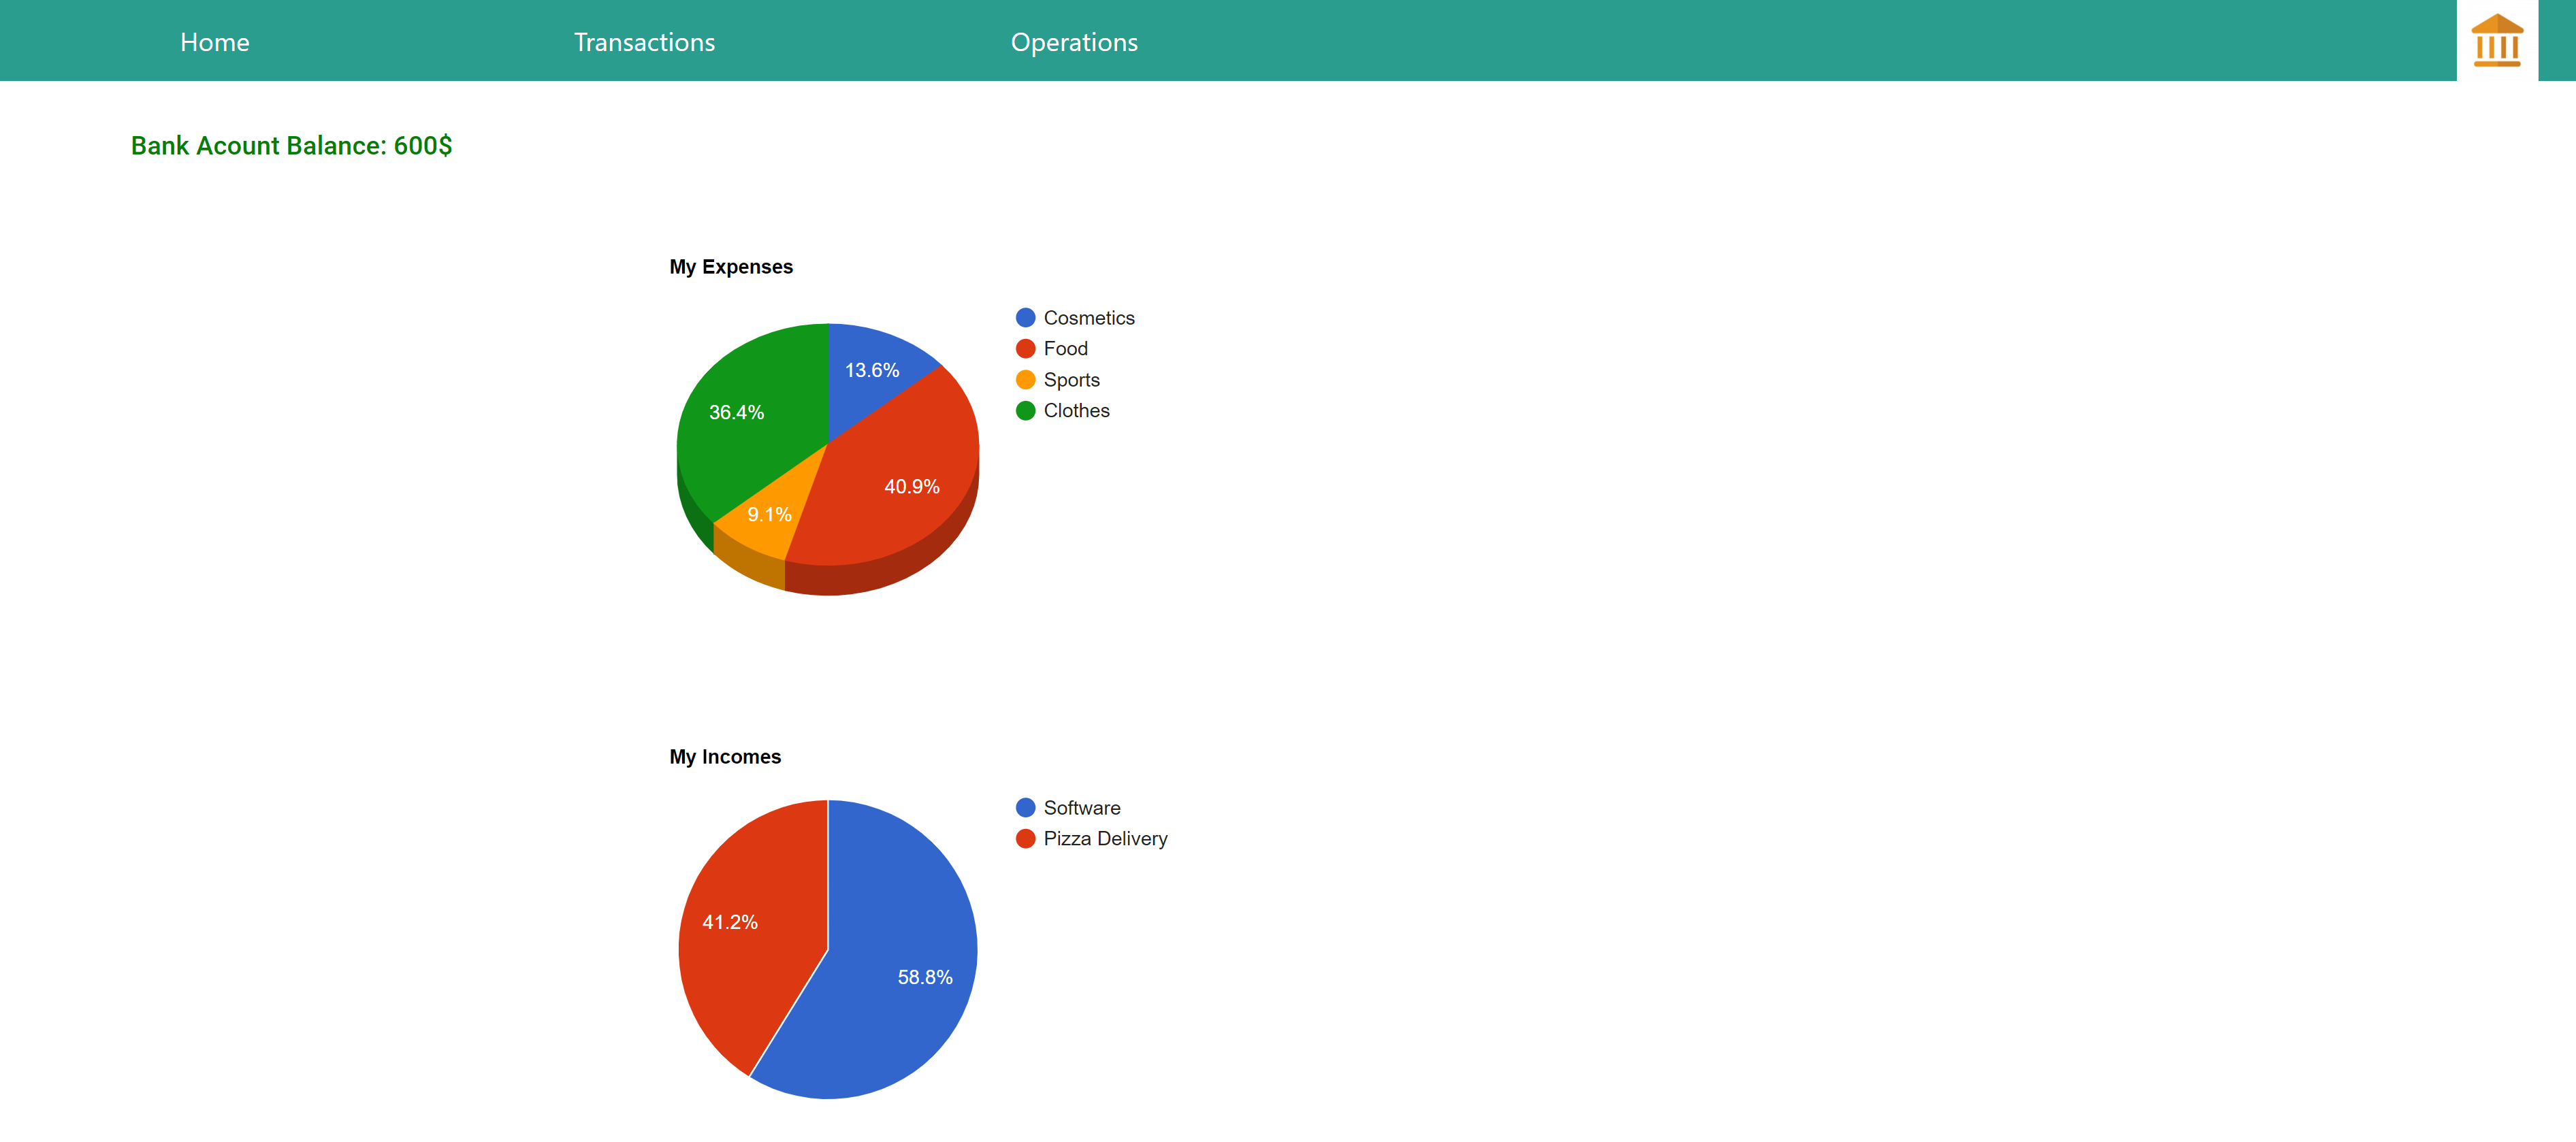 Home Transactions Operations
Bank Acount Balance: 600$
My Expenses
Cosmetics
Food
Sports
Clothes
13.6%
36.4%
40.9%
9.1%
My Incomes
Software
Pizza Delivery
41.2%
58.8%